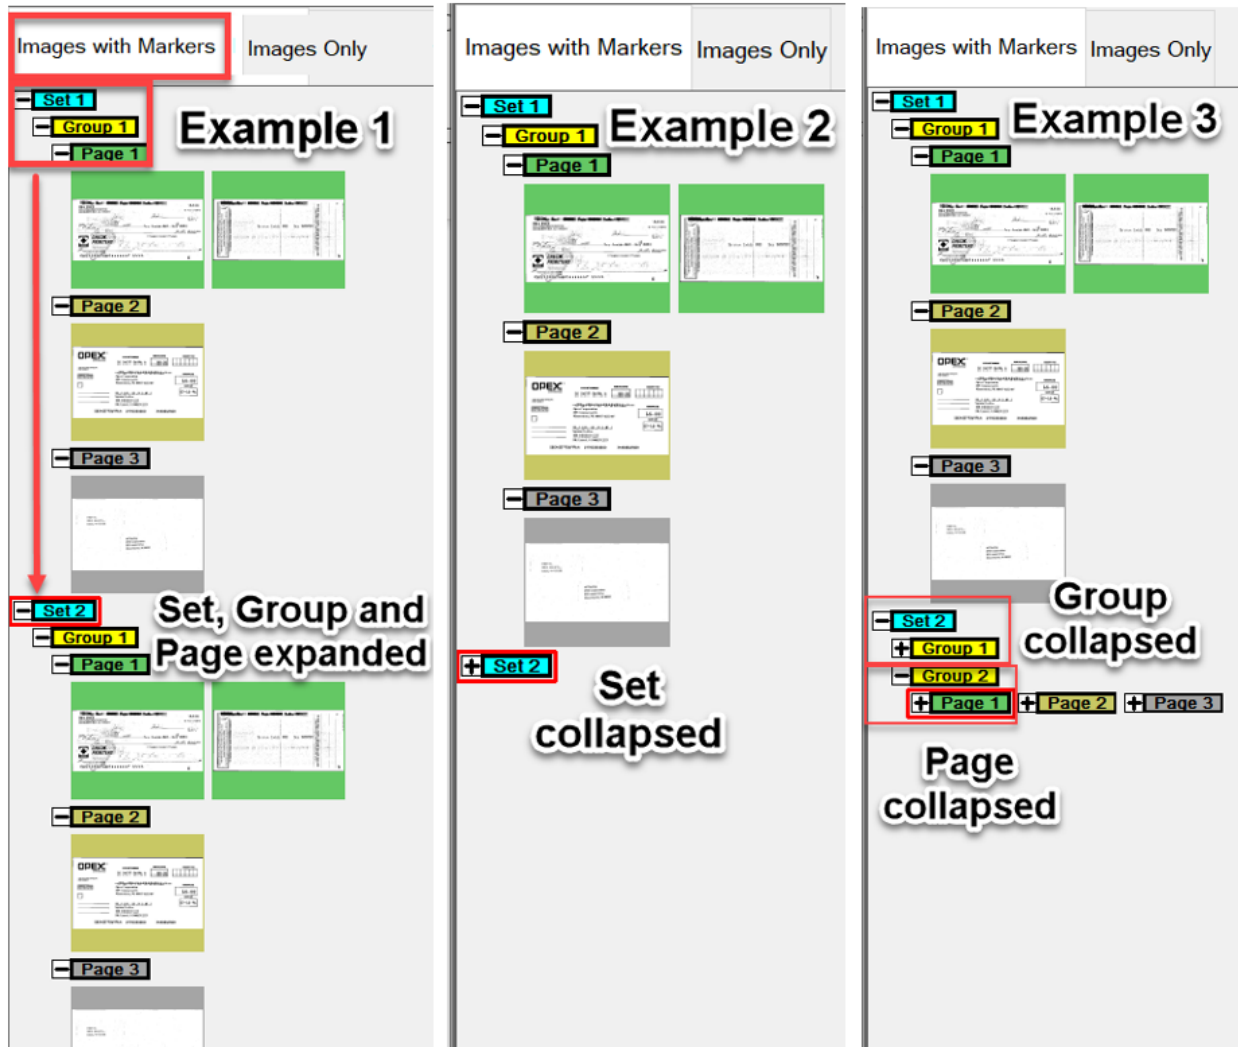 Images with Markers
Images Only
Set 1
Group 1
Example 1
Page 1
Page 2
OPEX
Page 3
Set 2
Set, Group and
Page expanded
Group 1
Page 1
Page 2
OPEX
Page 3
Images with Markers
Images Only
Set 1
Group 1
Example 2
Page 1
Page 2
OPEX
Page 3
Set 2
Set
collapsed
Images with Markers
Images Only
Set 1
Group 1
Example 3
Page 1
Page 2
OPEX
Page 3
Group
collapsed
Set 2
Group 1
Group 2
Page 1
Page 2
Page 3
Page
collapsed